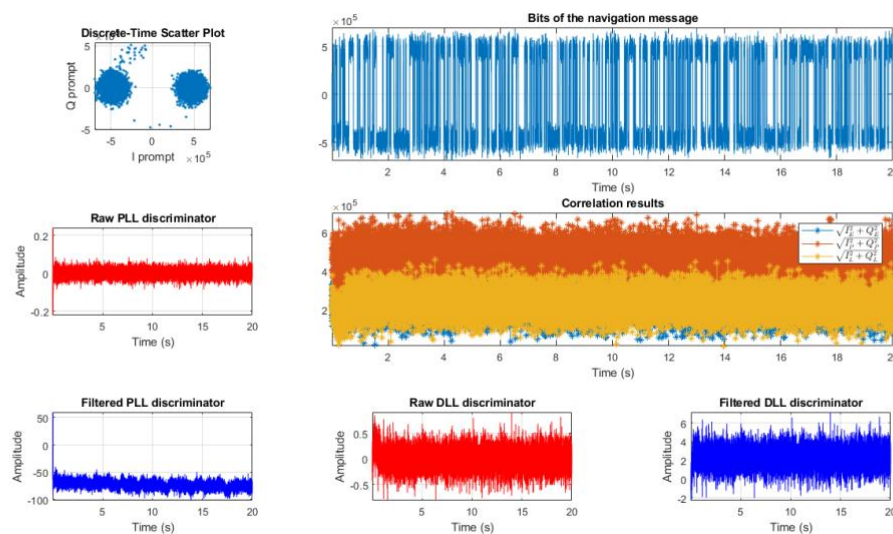 Discrete-Time Scatter Plot
5
0
-5
Q prompt
-5 0 5
I prompt
× 10⁵
Bits of the navigation message
× 10⁵
5
0
-5
2 4 6 8 10 12 14 16 18 20
Time (s)
Raw PLL discriminator
0.2
0
-0.2
Amplitude
5 10 15 20
Time (s)
Correlation results
× 10⁵
6
4
2
2 4 6 8 10 12 14 16 18 20
Time (s)
Filtered PLL discriminator
50
0
-50
-100
Amplitude
5 10 15 20
Time (s)
Raw DLL discriminator
0.5
0
-0.5
Amplitude
5 10 15 20
Time (s)
Filtered DLL discriminator
6
4
2
0
-2
Amplitude
5 10 15 20
Time (s)